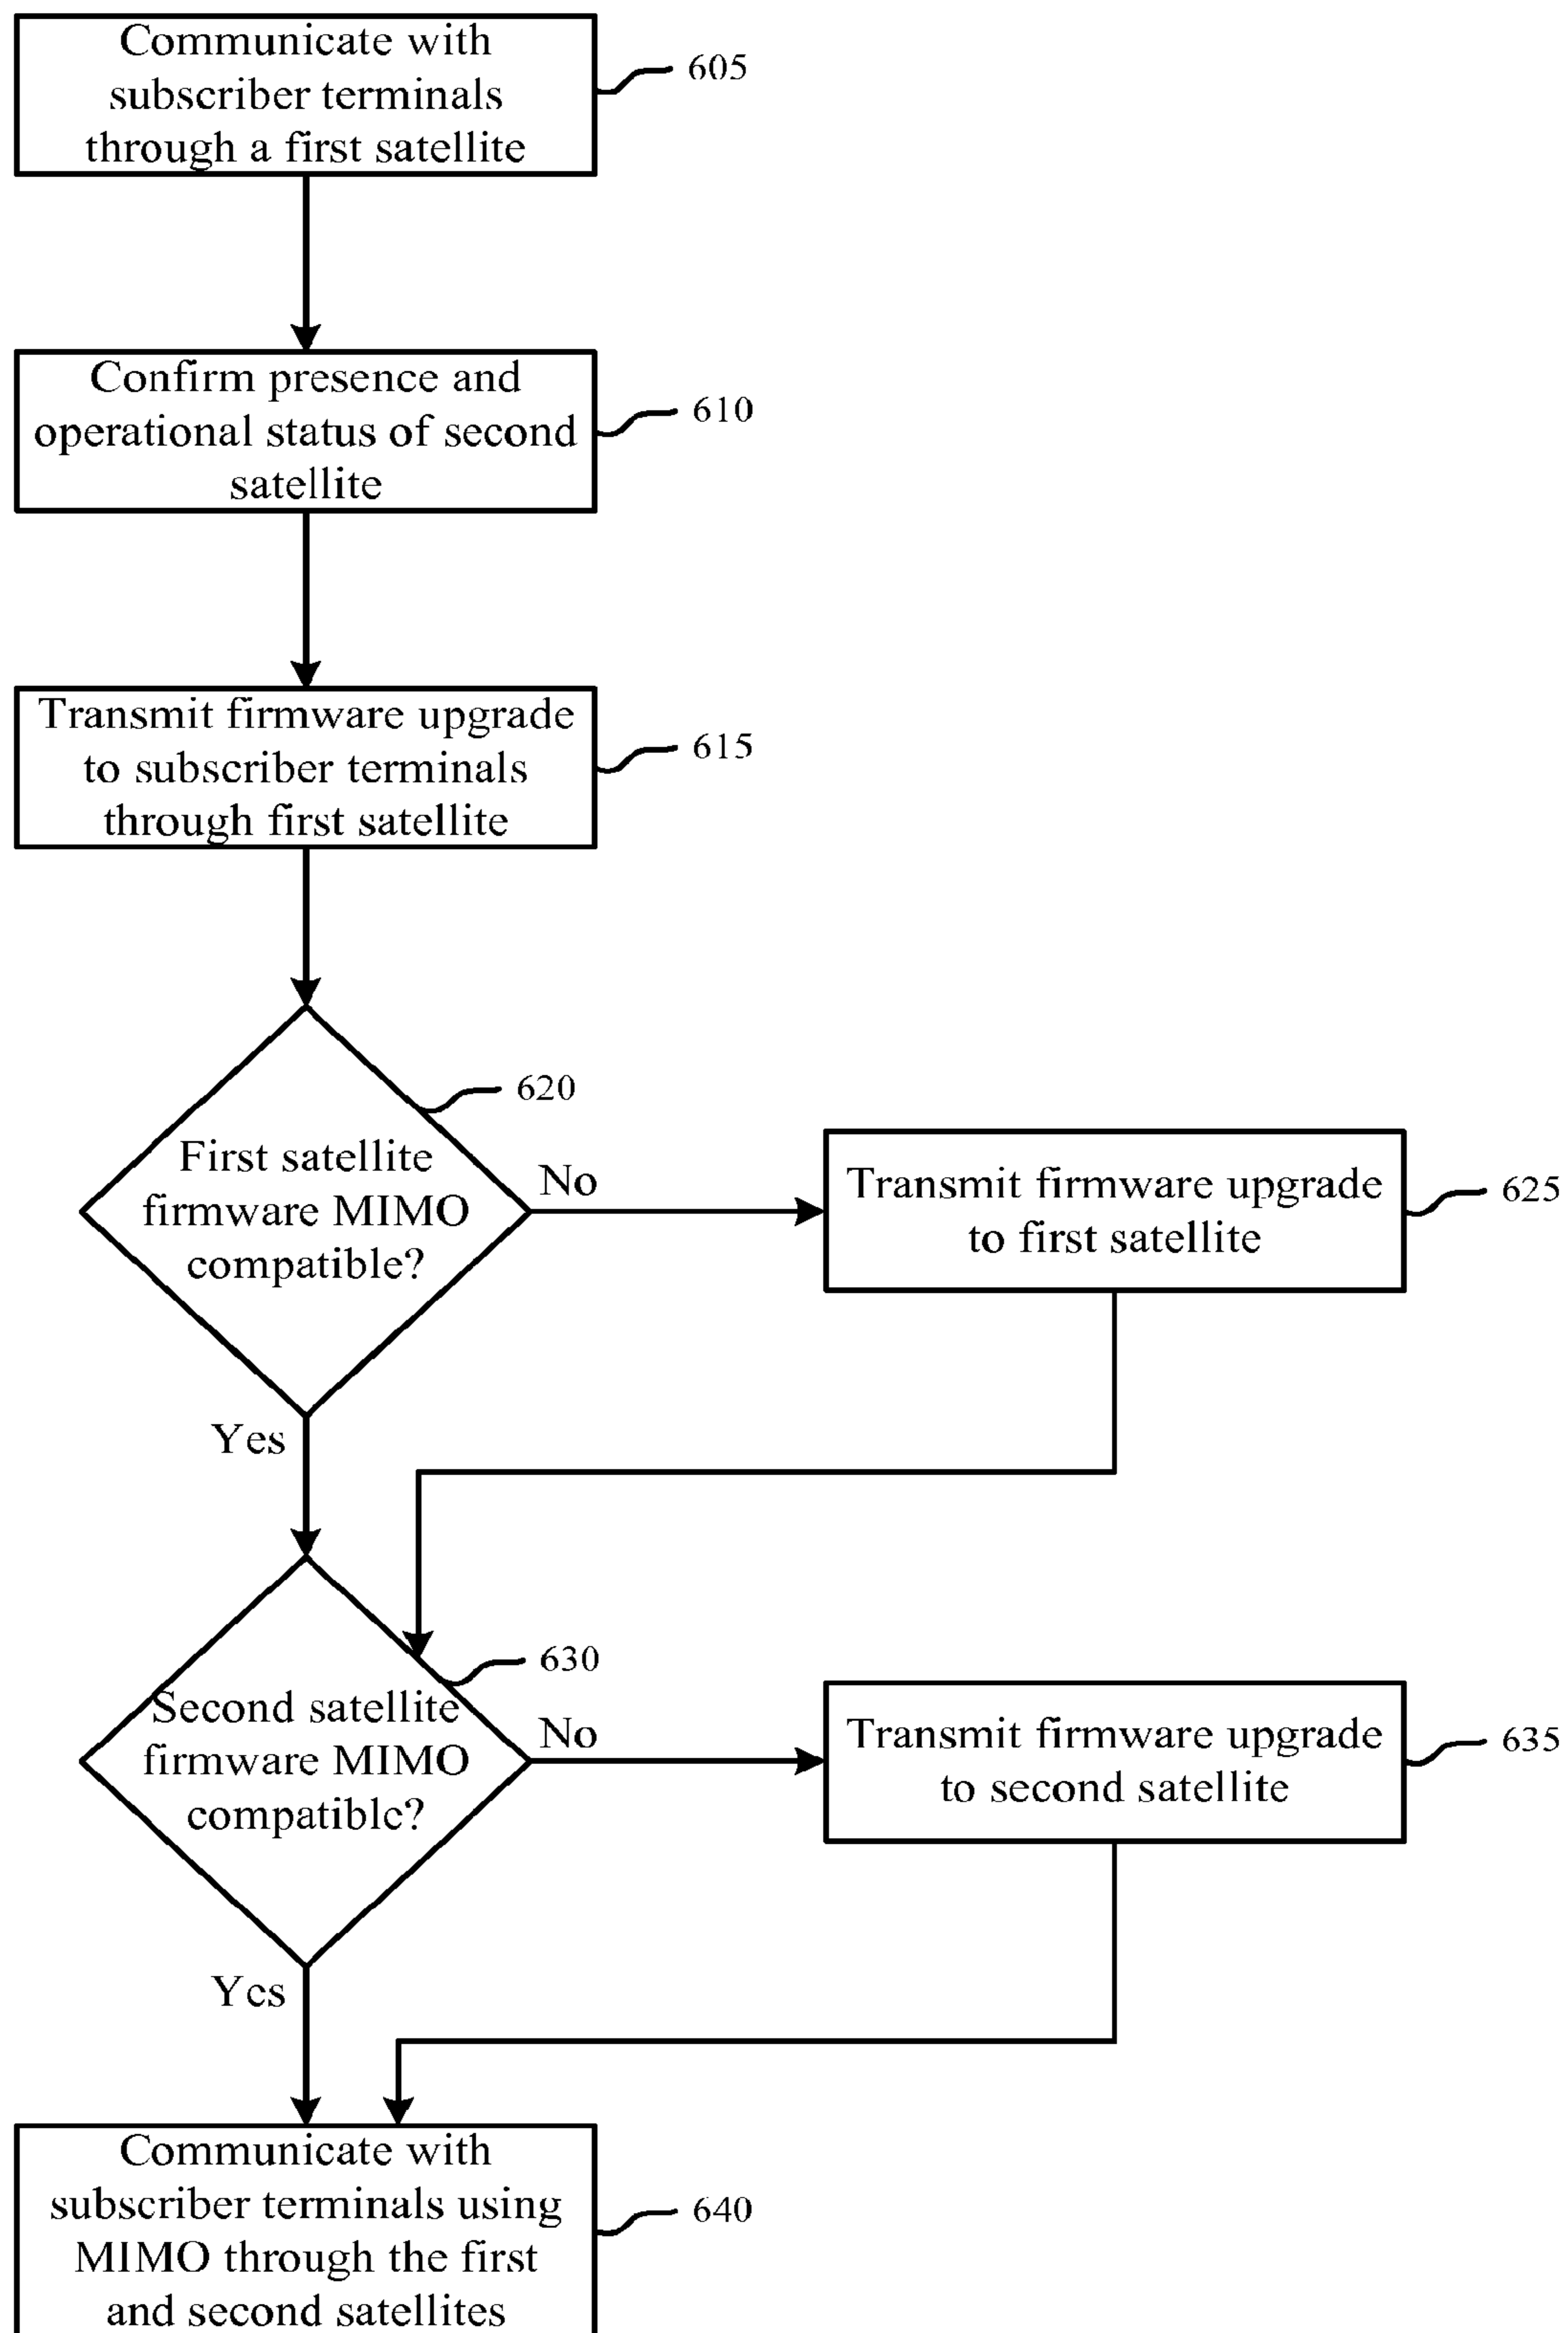 Communicate with
subscriber terminals
through a first satellite
605
Confirm presence and
operational status of second
satellite
610
Transmit firmware upgrade
to subscriber terminals
through first satellite
615
620
First satellite
firmware MIMO
compatible?
No
Transmit firmware upgrade
to first satellite
625
Yes
630
Second satellite
firmware MIMO
compatible?
No
Transmit firmware upgrade
to second satellite
635
Yes
Communicate with
subscriber terminals using
MIMO through the first
and second satellites
640